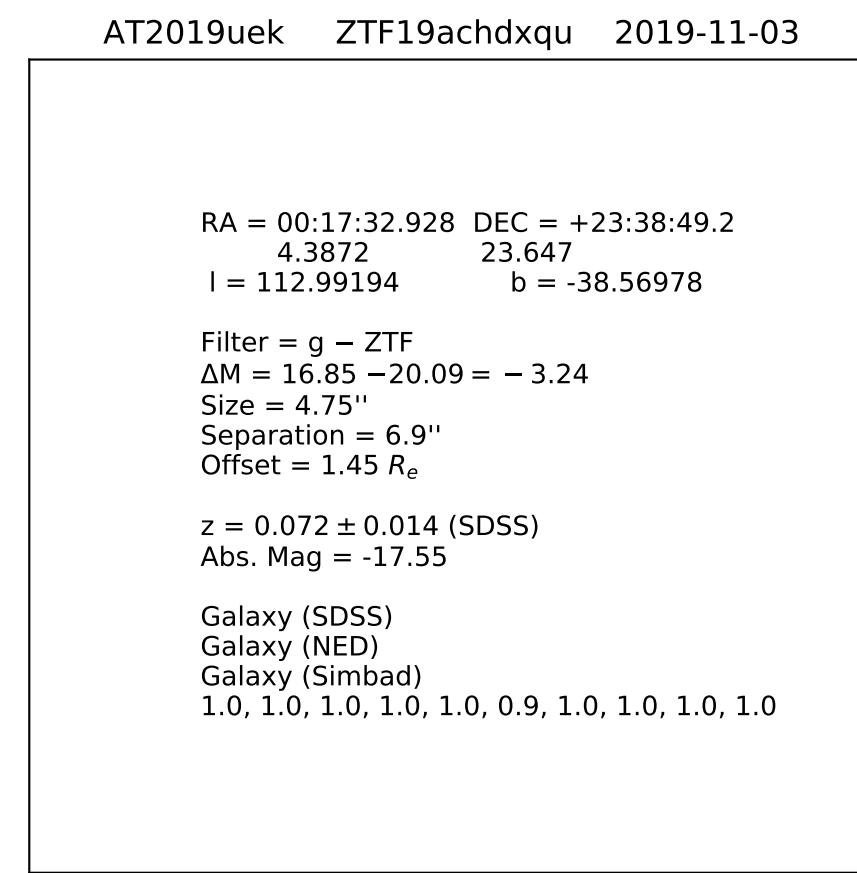 AT2019uek ZTF19achdxqu 2019-11-03
RA = 00:17:32.928 DEC = +23:38:49.2
4.3872 23.647
l = 112.99194 b = -38.56978
Filter = g − ZTF
ΔM = 16.85 −20.09 = − 3.24
Size = 4.75''
Separation = 6.9''
Offset = 1.45 Rₑ
z = 0.072 ± 0.014 (SDSS)
Abs. Mag = -17.55
Galaxy (SDSS)
Galaxy (NED)
Galaxy (Simbad)
1.0, 1.0, 1.0, 1.0, 1.0, 0.9, 1.0, 1.0, 1.0, 1.0